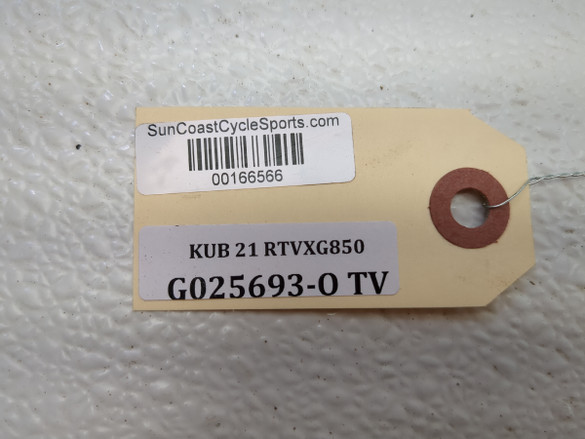 SunCoastCycleSports.com
00166566
KUB 21 RTVXG850
G025693-O TV